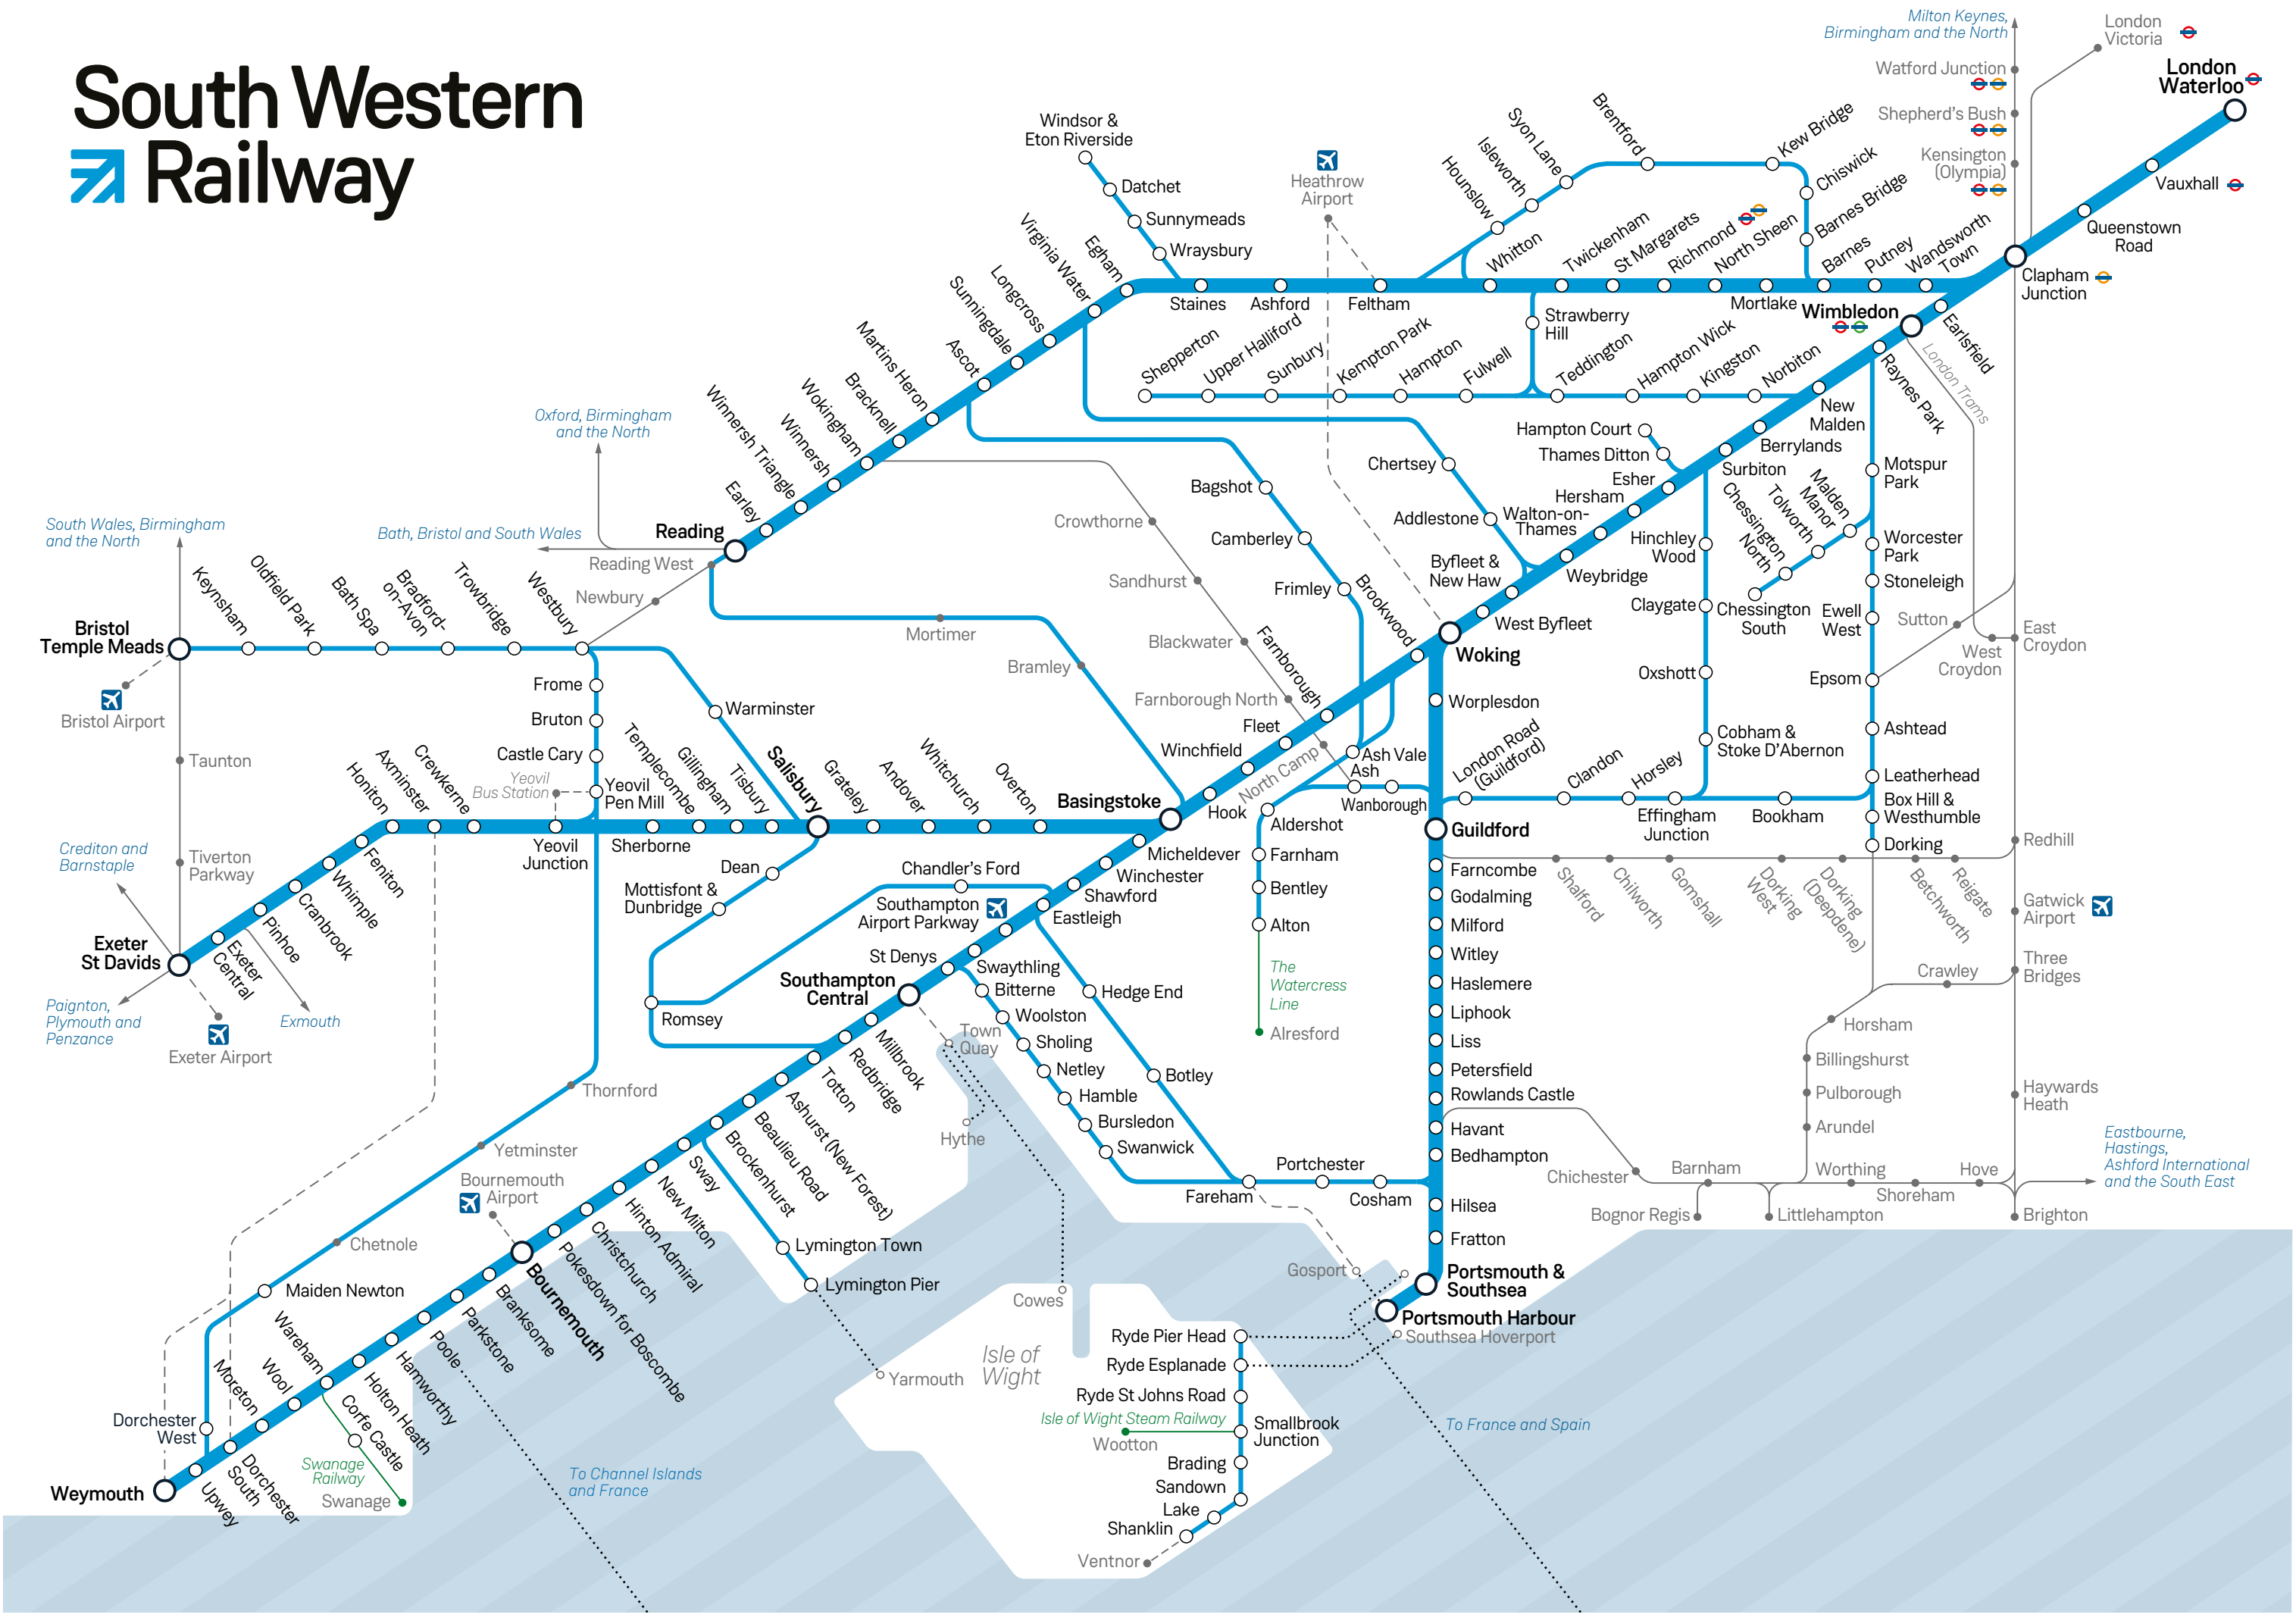 South Western
Railway
Milton Keynes,
Birmingham and the North
London
Victoria
Watford Junction
London
Waterloo
Shepherd's Bush
Kensington
(Olympia)
Vauxhall
Queenstown
Road
Clapham
Junction
Windsor &
Eton Riverside
Datchet
Sunnymeads
Wraysbury
Heathrow
Airport
Hounslow
Isleworth
Syon Lane
Brentford
Kew Bridge
Chiswick
Barnes Bridge
Virginia Water
Egham
Staines
Ashford
Feltham
Whitton
Twickenham
St Margarets
Richmond
North Sheen
Mortlake
Barnes
Putney
Wandsworth
Town
Wimbledon
Earlsfield
London Trams
Raynes Park
Strawberry
Hill
Shepperton
Upper Halliford
Sunbury
Kempton Park
Hampton
Fulwell
Teddington
Hampton Wick
Kingston
Norbiton
New
Malden
Berrylands
Surbiton
Hampton Court
Thames Ditton
Esher
Hersham
Walton-on-
Thames
Weybridge
Byfleet &
New Haw
West Byfleet
Woking
Chertsey
Addlestone
Longcross
Sunningdale
Ascot
Martins Heron
Bracknell
Wokingham
Winnersh
Winnersh Triangle
Earley
Reading
Oxford, Birmingham
and the North
Bath, Bristol and South Wales
Reading West
Newbury
Mortimer
Bramley
Crowthorne
Sandhurst
Blackwater
Farnborough North
North Camp
Bagshot
Camberley
Frimley
Brookwood
Farnborough
Fleet
Winchfield
Hook
Basingstoke
Ash Vale
Ash
Wanborough
Aldershot
Farnham
Bentley
Alton
The
Watercress
Line
Alresford
Motspur
Park
Malden
Manor
Tolworth
Chessington
North
Chessington
South
Worcester
Park
Stoneleigh
Ewell
West
Epsom
Ashtead
Leatherhead
Box Hill &
Westhumble
Dorking
Hinchley
Wood
Claygate
Oxshott
Cobham &
Stoke D'Abernon
London Road
(Guildford)
Clandon
Horsley
Effingham
Junction
Bookham
Sutton
West
Croydon
East
Croydon
Redhill
Gatwick
Airport
Three
Bridges
Haywards
Heath
Brighton
Shalford
Chilworth
Gomshall
Dorking
West
Dorking
(Deepdene)
Betchworth
Reigate
Crawley
Horsham
Billingshurst
Pulborough
Arundel
Chichester
Barnham
Bognor Regis
Littlehampton
Worthing
Shoreham
Hove
Eastbourne,
Hastings,
Ashford International
and the South East
Worplesdon
Guildford
Farncombe
Godalming
Milford
Witley
Haslemere
Liphook
Liss
Petersfield
Rowlands Castle
Havant
Bedhampton
Hilsea
Fratton
Portsmouth &
Southsea
Portsmouth Harbour
Southsea Hoverport
Gosport
South Wales, Birmingham
and the North
Bristol
Temple Meads
Bristol Airport
Keynsham
Oldfield Park
Bath Spa
Bradford-
on-Avon
Trowbridge
Westbury
Frome
Bruton
Castle Cary
Yeovil
Bus Station
Yeovil
Pen Mill
Yeovil
Junction
Warminster
Taunton
Tiverton
Parkway
Crediton and
Barnstaple
Exeter
St Davids
Paignton,
Plymouth and
Penzance
Exeter Airport
Exmouth
Exeter
Central
Pinhoe
Cranbrook
Whimple
Feniton
Honiton
Axminster
Crewkerne
Sherborne
Templecombe
Gillingham
Tisbury
Salisbury
Grateley
Andover
Whitchurch
Overton
Dean
Mottisfont &
Dunbridge
Romsey
Chandler's Ford
Southampton
Airport Parkway
Micheldever
Winchester
Shawford
Eastleigh
St Denys
Swaythling
Southampton
Central
Bitterne
Woolston
Sholing
Netley
Hamble
Bursledon
Swanwick
Hedge End
Botley
Fareham
Portchester
Cosham
Town
Quay
Hythe
Millbrook
Redbridge
Totton
Ashurst (New Forest)
Beaulieu Road
Brockenhurst
Sway
New Milton
Hinton Admiral
Christchurch
Pokesdown for Boscombe
Bournemouth
Bournemouth
Airport
Branksome
Parkstone
Poole
Hamworthy
Holton Heath
Wareham
Wool
Moreton
Dorchester
South
Upwey
Weymouth
Dorchester
West
Maiden Newton
Chetnole
Yetminster
Thornford
Corfe Castle
Swanage
Railway
Swanage
Lymington Town
Lymington Pier
Yarmouth
Cowes
Isle of
Wight
Ryde Pier Head
Ryde Esplanade
Ryde St Johns Road
Isle of Wight Steam Railway
Wootton
Smallbrook
Junction
Brading
Sandown
Lake
Shanklin
Ventnor
To Channel Islands
and France
To France and Spain